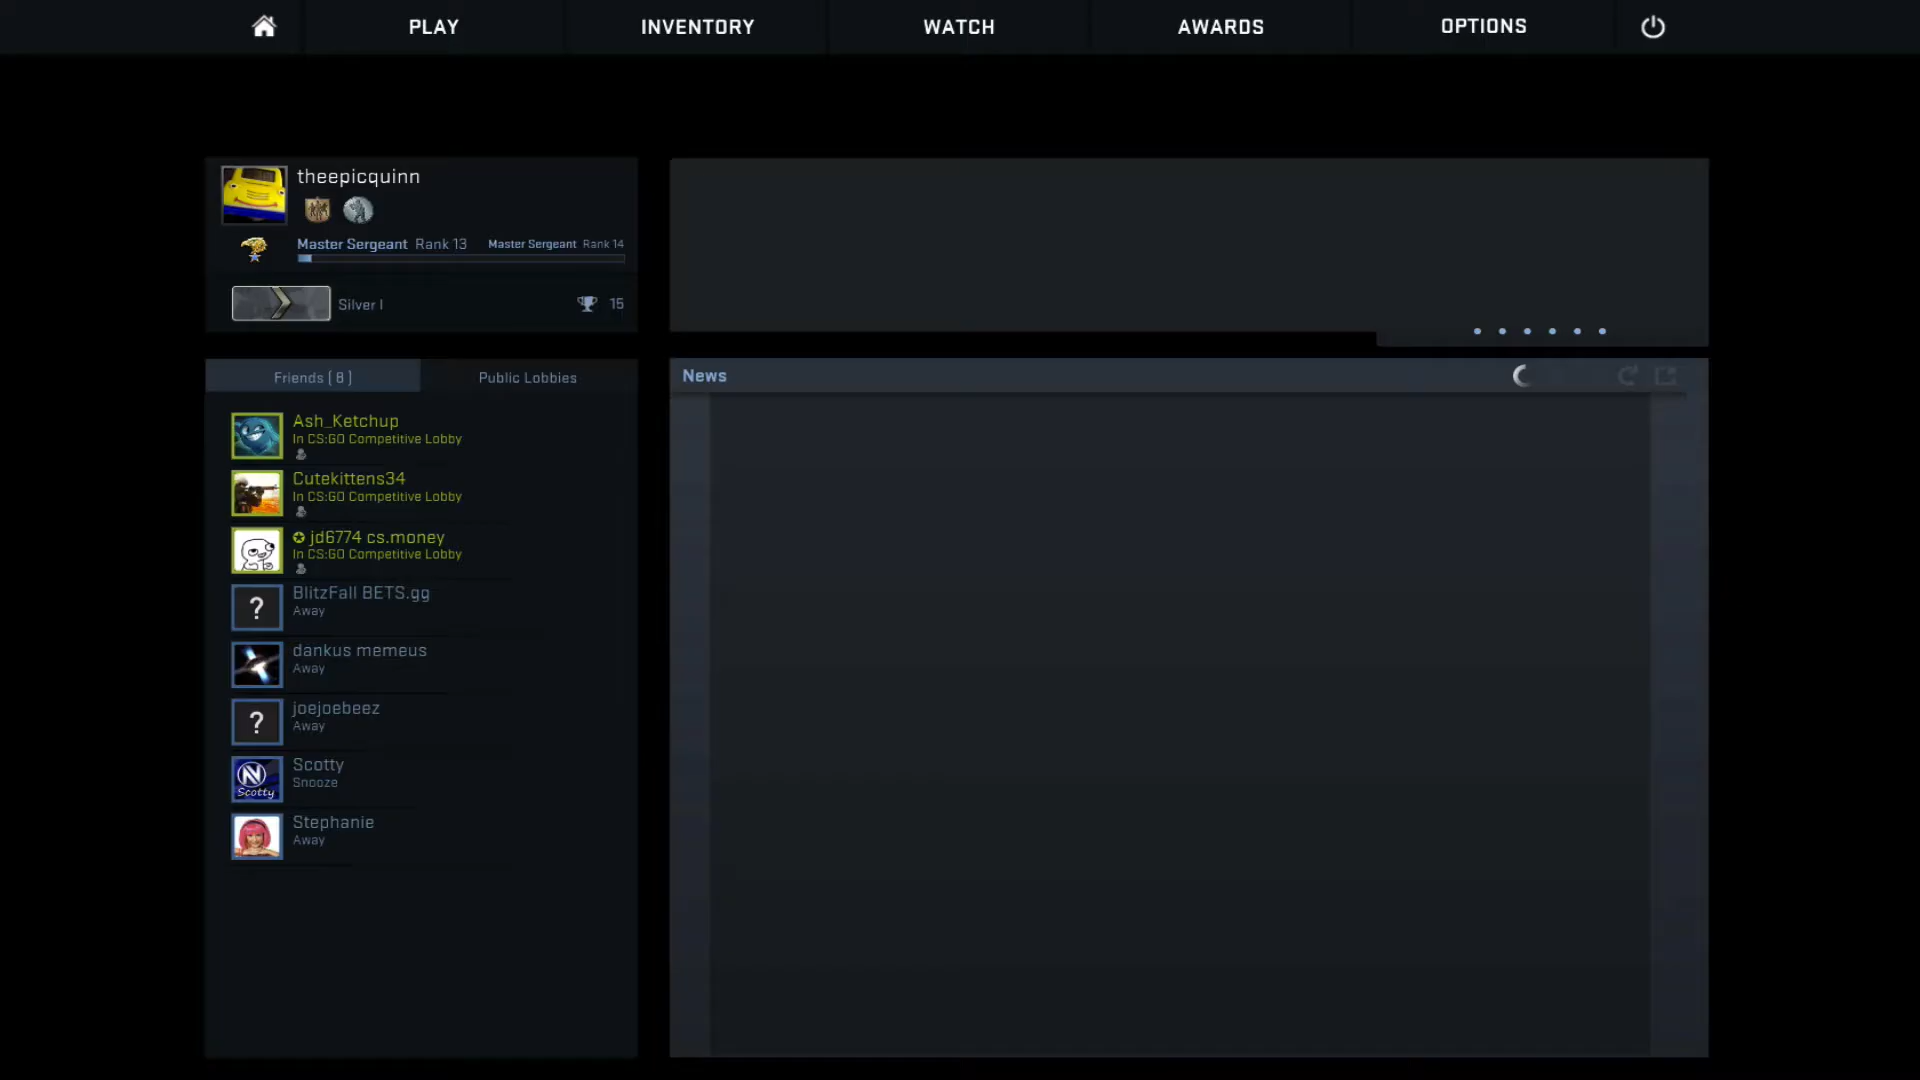 PLAY
INVENTORY
WATCH
AWARDS
OPTIONS
theepicquinn
Master Sergeant Rank 13
Master Sergeant Rank 14
Silver I
15
Friends [ 8 ]
Public Lobbies
Ash_Ketchup
In CS:GO Competitive Lobby
Cutekittens34
In CS:GO Competitive Lobby
jd6774 cs.money
In CS:GO Competitive Lobby
? BlitzFall BETS.gg
Away
dankus memeus
Away
? joejoebeez
Away
Scotty
Snooze
Scotty
Stephanie
Away
News